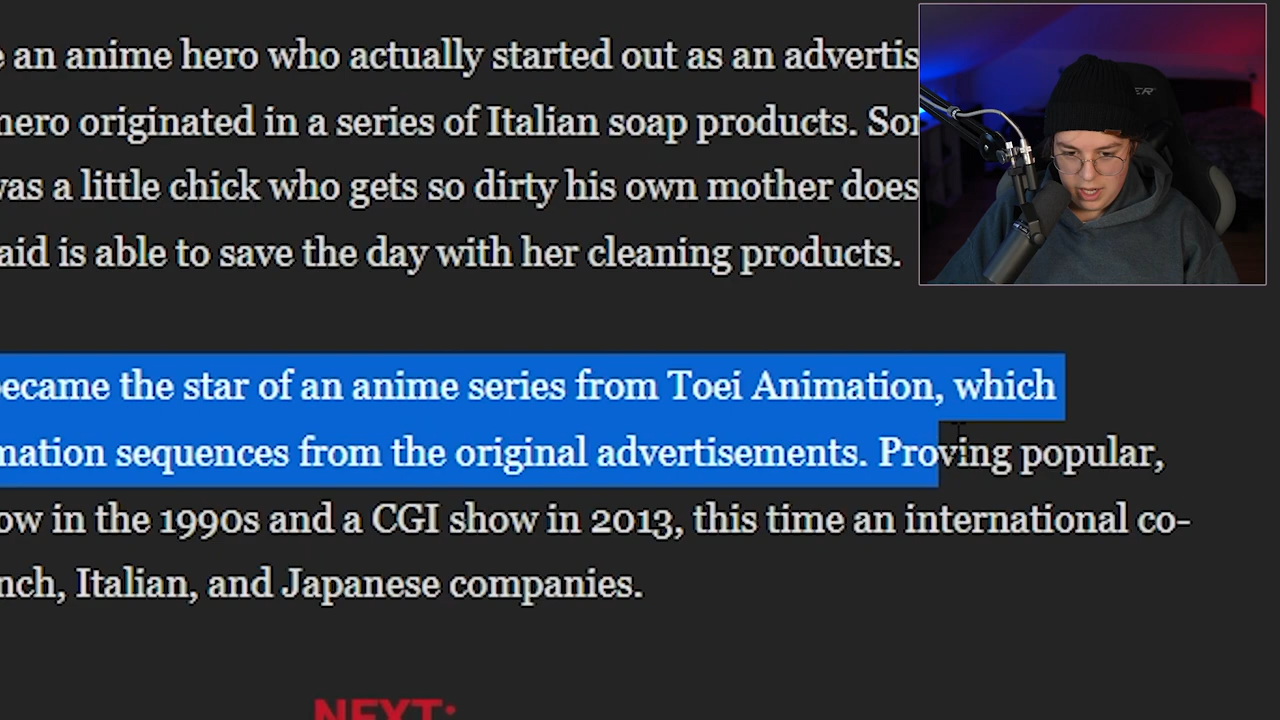 an anime hero who actually started out as an advertis
hero originated in a series of Italian soap products. Sor
was a little chick who gets so dirty his own mother does
aid is able to save the day with her cleaning products.
became the star of an anime series from Toei Animation, which
mation sequences from the original advertisements. Proving popular,
ow in the 1990s and a CGI show in 2013, this time an international co-
nch, Italian, and Japanese companies.
NEXT: